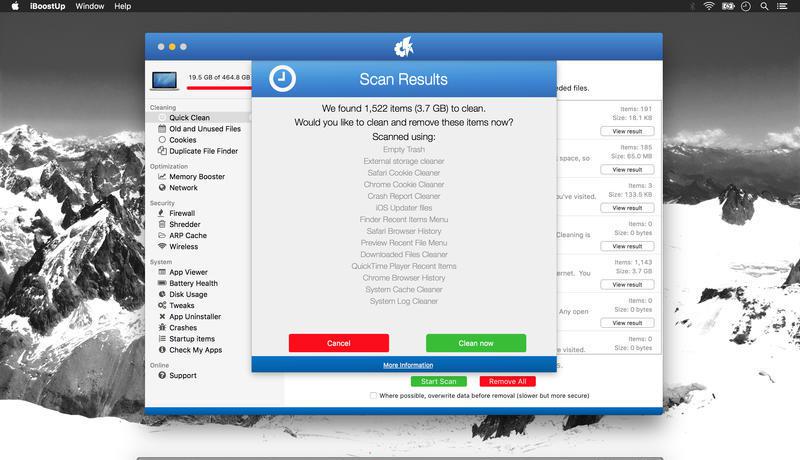 iBoostUp Window Help
19.5 GB of 464.8 GB
Cleaning
Quick Clean
Old and Unused Files
Cookies
Duplicate File Finder
Optimization
Memory Booster
Network
Security
Firewall
Shredder
ARP Cache
Wireless
System
App Viewer
Battery Health
Disk Usage
Tweaks
App Uninstaller
Crashes
Startup items
Check My Apps
Online
Support
Scan Results
We found 1,522 items (3.7 GB) to clean.
Would you like to clean and remove these items now?
Scanned using:
Empty Trash
External storage cleaner
Safari Cookie Cleaner
Chrome Cookie Cleaner
Crash Report Cleaner
iOS Updater files
Finder Recent Items Menu
Safari Browser History
Preview Recent File Menu
Downloaded Files Cleaner
QuickTime Player Recent Items
Chrome Browser History
System Cache Cleaner
System Log Cleaner
Cancel Clean now
More Information
files.
Items: 191
Size: 18.1 KB
View result
Items: 185
space, so Size: 65.0 MB
View result
Items: 3
you've visited. Size: 133.5 KB
View result
Items: 0
Cleaning is Size: 0 bytes
View result
Items: 1,143
You Size: 3.7 GB
View result
Items: 0
Any open Size: 0 bytes
View result
Items: 0
visited. Size: 0 bytes
Start Scan Remove All
Where possible, overwrite data before removal (slower but more secure)